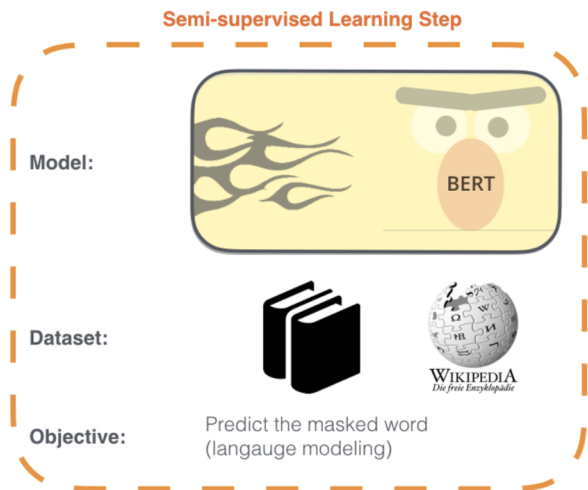 Semi-supervised Learning Step
Model:
BERT
Dataset:
WIKIPEDIA
Die freie Enzyklopädie
Objective:
Predict the masked word
(langauge modeling)